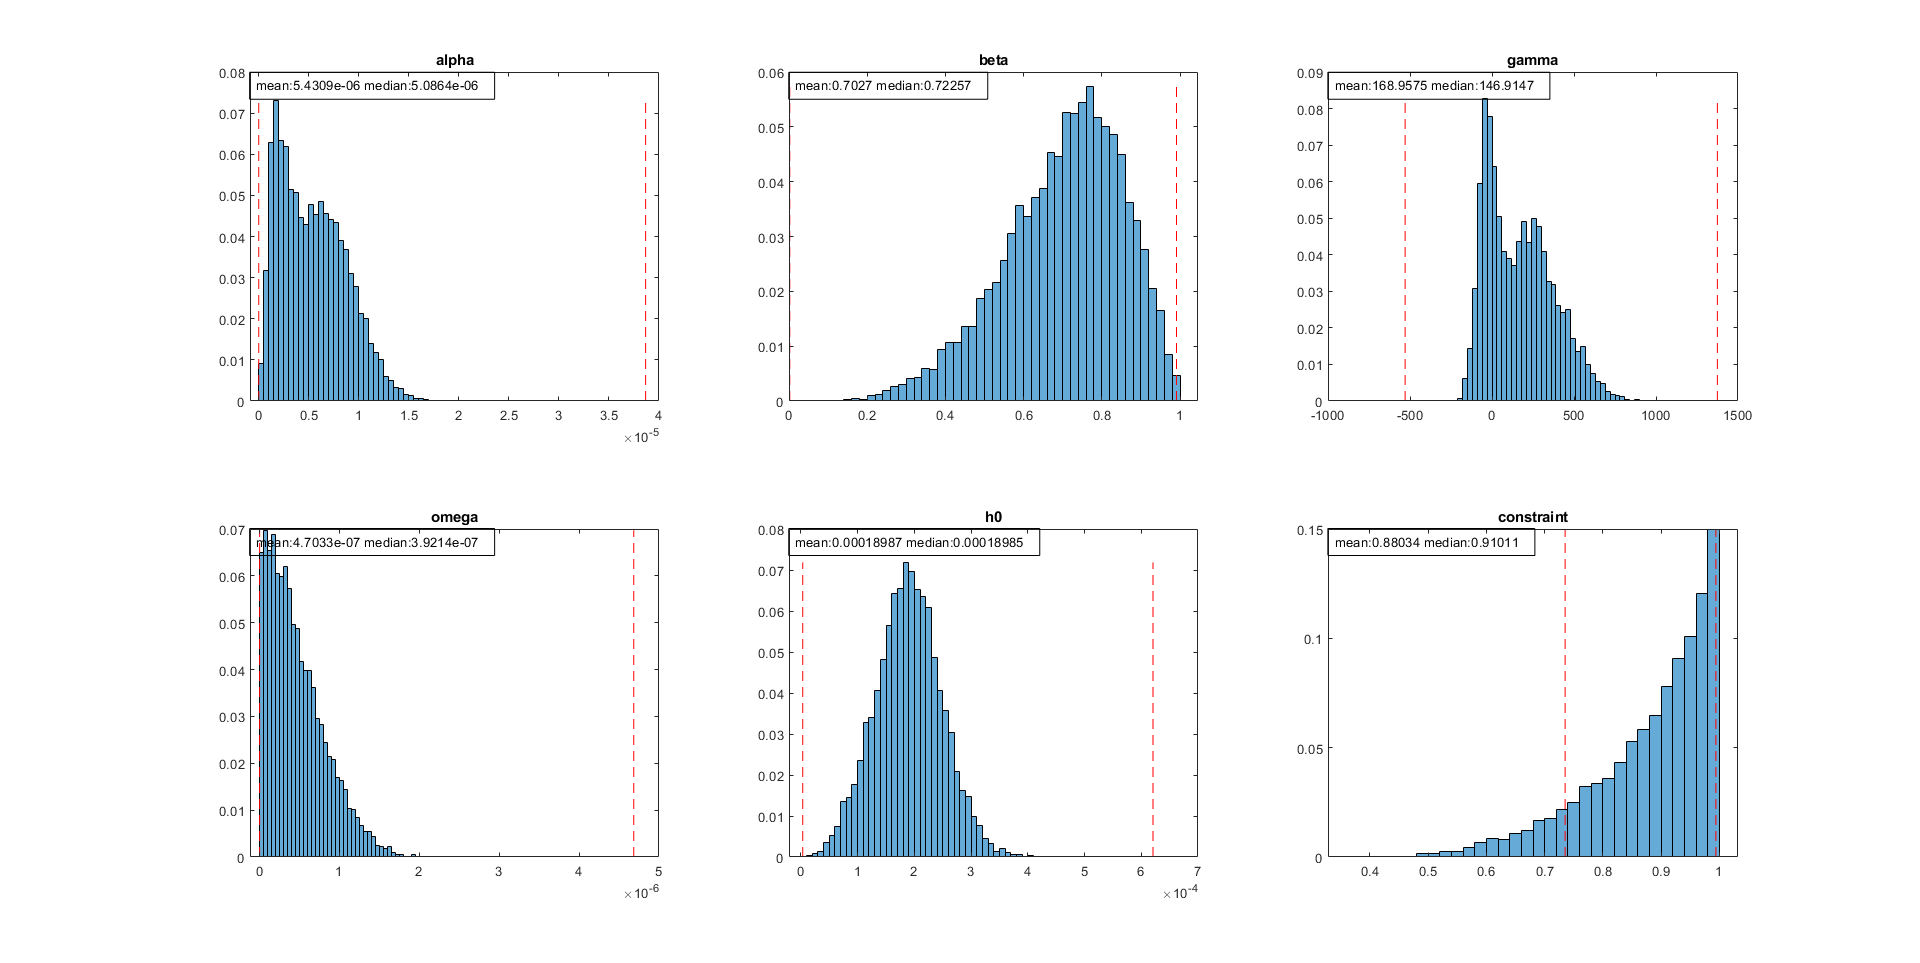 alpha
mean:5.4309e-06 median:5.0864e-06
0.08
0.07
0.06
0.05
0.04
0.03
0.02
0.01
0
0 0.5 1 1.5 2 2.5 3 3.5 4
×10-5
beta
mean:0.7027 median:0.72257
0.06
0.05
0.04
0.03
0.02
0.01
0
0 0.2 0.4 0.6 0.8 1
gamma
mean:168.9575 median:146.9147
0.09
0.08
0.07
0.06
0.05
0.04
0.03
0.02
0.01
0
-1000 -500 0 500 1000 1500
omega
mean:4.7033e-07 median:3.9214e-07
0.07
0.06
0.05
0.04
0.03
0.02
0.01
0
0 1 2 3 4 5
×10-6
h0
mean:0.00018987 median:0.00018985
0.08
0.07
0.06
0.05
0.04
0.03
0.02
0.01
0
0 1 2 3 4 5 6 7
×10-4
constraint
mean:0.88034 median:0.91011
0.15
0.1
0.05
0
0.4 0.5 0.6 0.7 0.8 0.9 1